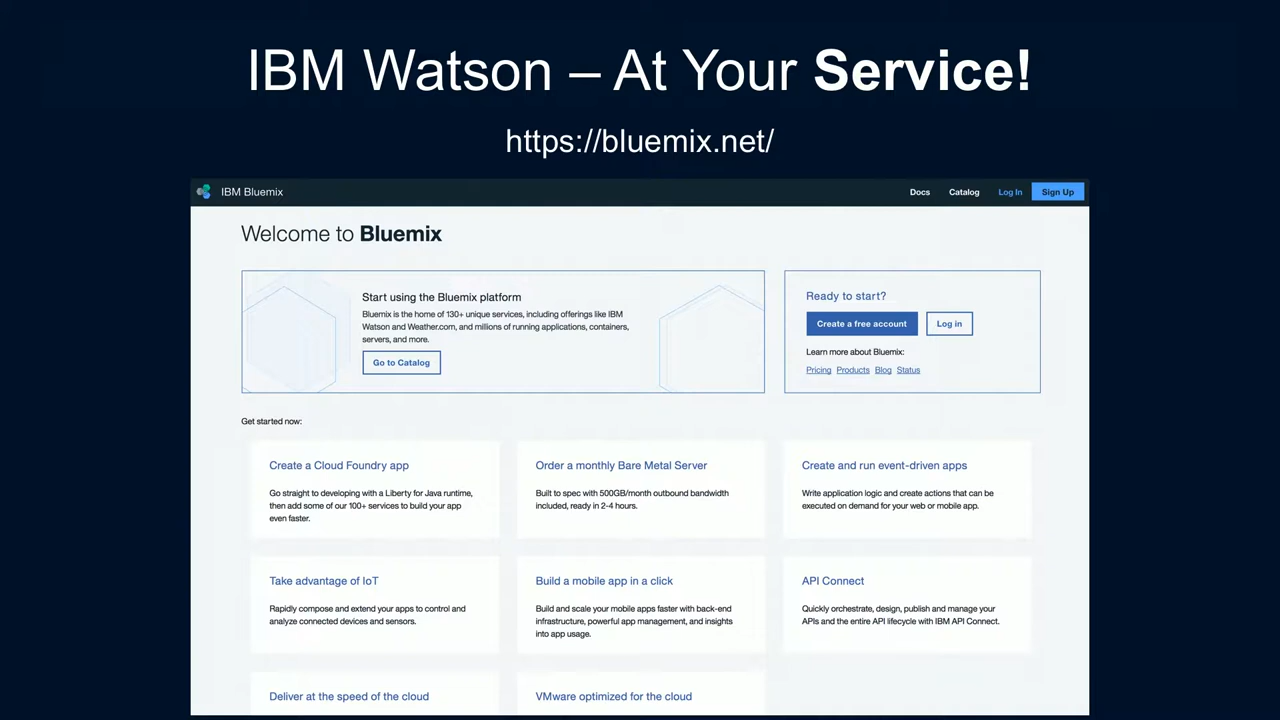 IBM Watson – At Your Service!
https://bluemix.net/
IBM Bluemix
Docs Catalog Log In Sign Up
Welcome to Bluemix
Start using the Bluemix platform
Bluemix is the home of 130+ unique services, including offerings like IBM
Watson and Weather.com, and millions of running applications, containers,
servers, and more.
Go to Catalog
Ready to start?
Create a free account Log in
Learn more about Bluemix:
Pricing Products Blog Status
Get started now:
Create a Cloud Foundry app
Go straight to developing with a Liberty for Java runtime,
then add some of our 100+ services to build your app
even faster.
Order a monthly Bare Metal Server
Built to spec with 500GB/month outbound bandwidth
included, ready in 2-4 hours.
Create and run event-driven apps
Write application logic and create actions that can be
executed on demand for your web or mobile app.
Take advantage of IoT
Rapidly compose and extend your apps to control and
analyze connected devices and sensors.
Build a mobile app in a click
Build and scale your mobile apps faster with back-end
infrastructure, powerful app management, and insights
into app usage.
API Connect
Quickly orchestrate, design, publish and manage your
APIs and the entire API lifecycle with IBM API Connect.
Deliver at the speed of the cloud
VMware optimized for the cloud